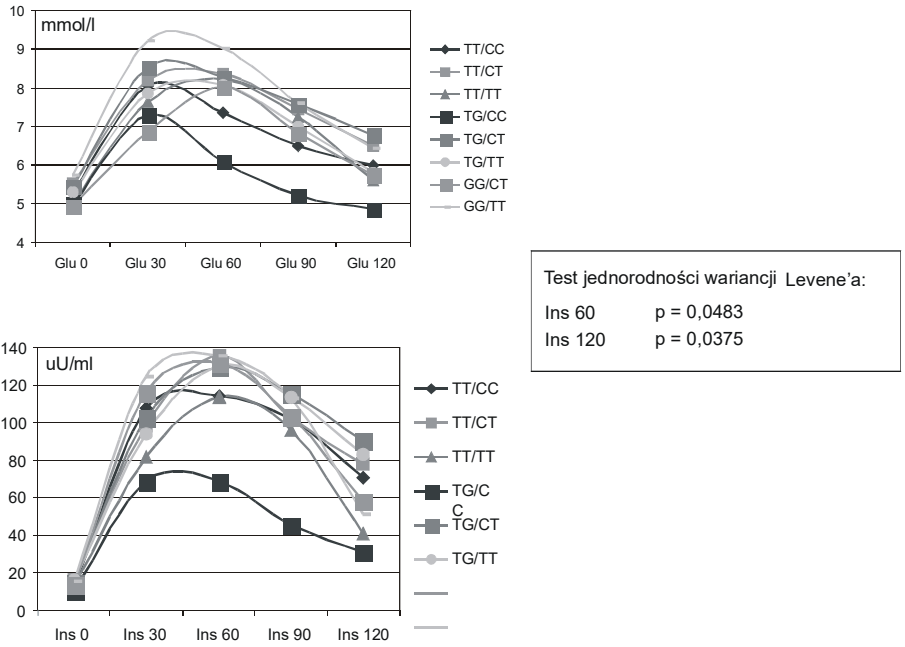 10
mmol/l
9
8
7
6
5
4
Glu 0 Glu 30 Glu 60 Glu 90 Glu 120
TT/CC
TT/CT
TT/TT
TG/CC
TG/CT
TG/TT
GG/CT
GG/TT
Test jednorodności wariancji Levene'a:
Ins 60 p = 0,0483
Ins 120 p = 0,0375
140
uU/ml
120
100
80
60
40
20
0
Ins 0 Ins 30 Ins 60 Ins 90 Ins 120
TT/CC
TT/CT
TT/TT
TG/C
C
TG/CT
TG/TT